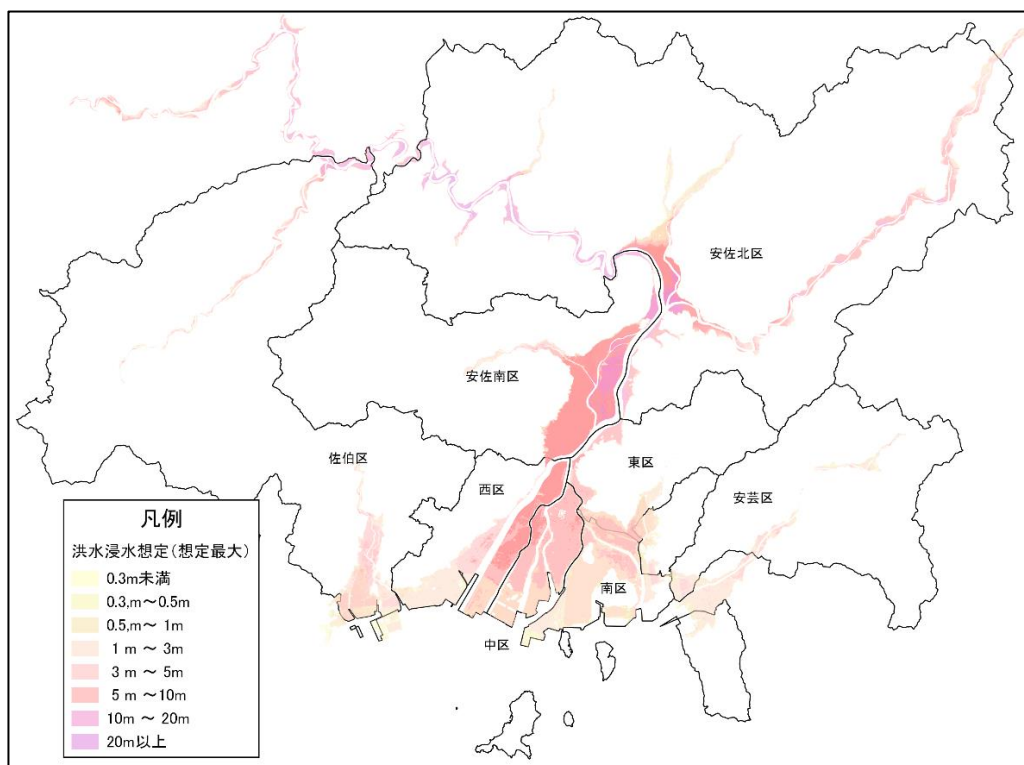 安佐北区
安佐南区
佐伯区
西区
東区
安芸区
南区
中区
凡例
洪水浸水想定(想定最大)
0.3m未満
0.3,m～0.5m
0.5,m～ 1m
1 m ～ 3m
3 m ～ 5m
5 m ～10m
10m ～ 20m
20m以上